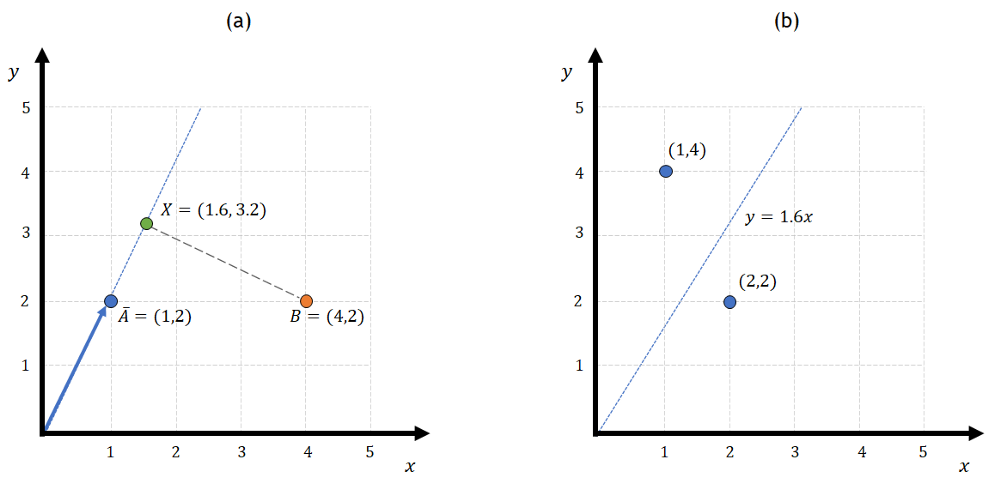 (a)
y
5
4
3
2
1
X = (1.6, 3.2)
Ā = (1,2)
B = (4,2)
1 2 3 4 5
x
(b)
y
5
4
3
2
1
(1,4)
y = 1.6x
(2,2)
1 2 3 4 5
x